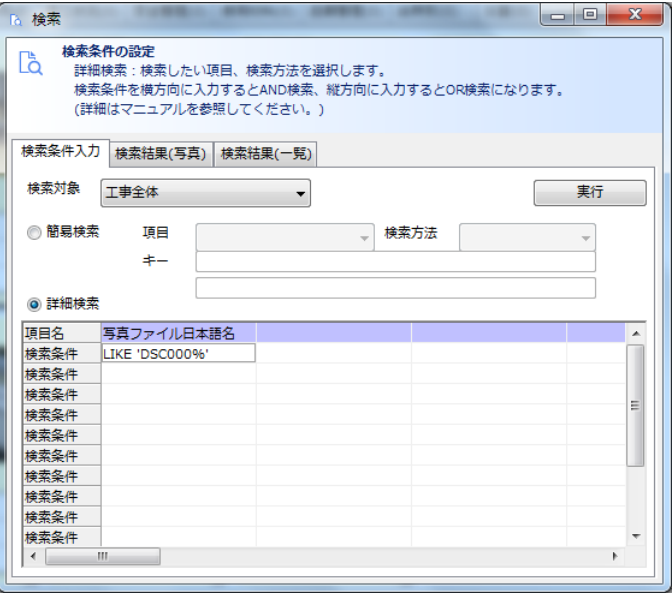 検索
検索条件の設定
詳細検索：検索したい項目、検索方法を選択します。
検索条件を横方向に入力するとAND検索、縦方向に入力するとOR検索になります。
(詳細はマニュアルを参照してください。)
検索条件入力 検索結果(写真) 検索結果(一覧)
検索対象 工事全体 実行
簡易検索 項目 検索方法
キー
詳細検索
項目名 写真ファイル日本語名
検索条件 LIKE 'DSC000%'
検索条件
検索条件
検索条件
検索条件
検索条件
検索条件
検索条件
検索条件
検索条件